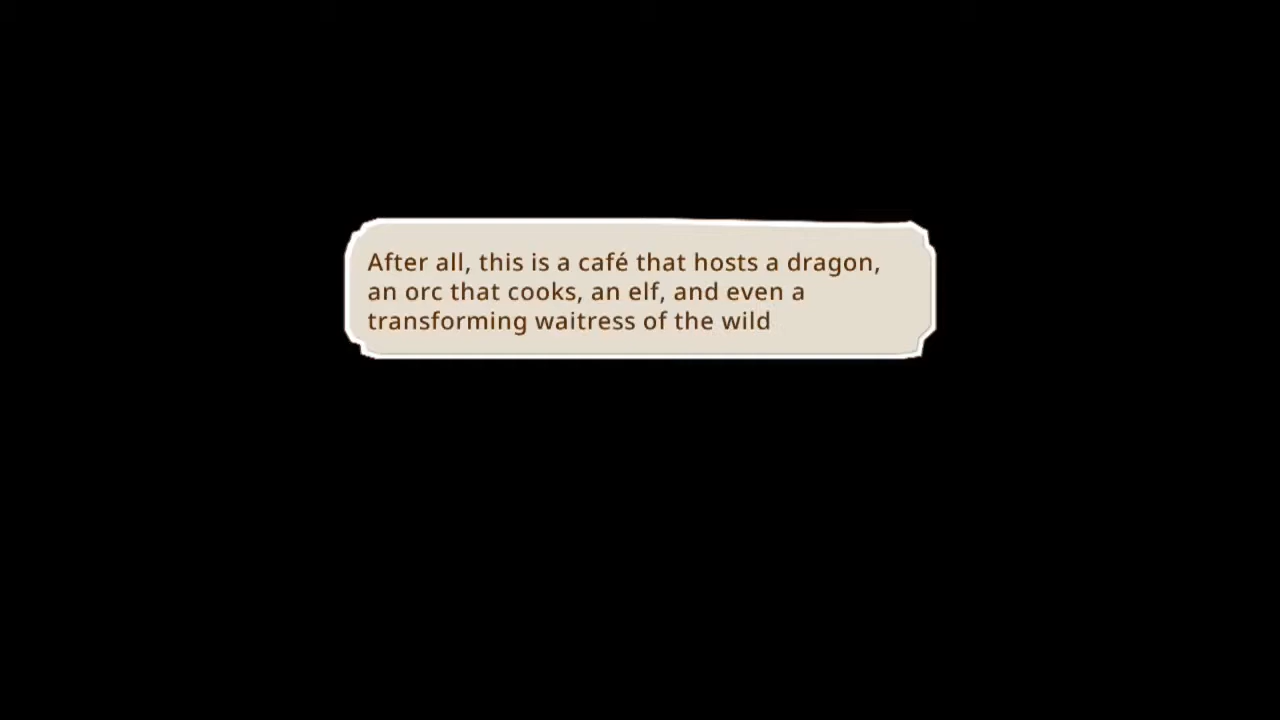 After all, this is a café that hosts a dragon,
an orc that cooks, an elf, and even a
transforming waitress of the wild